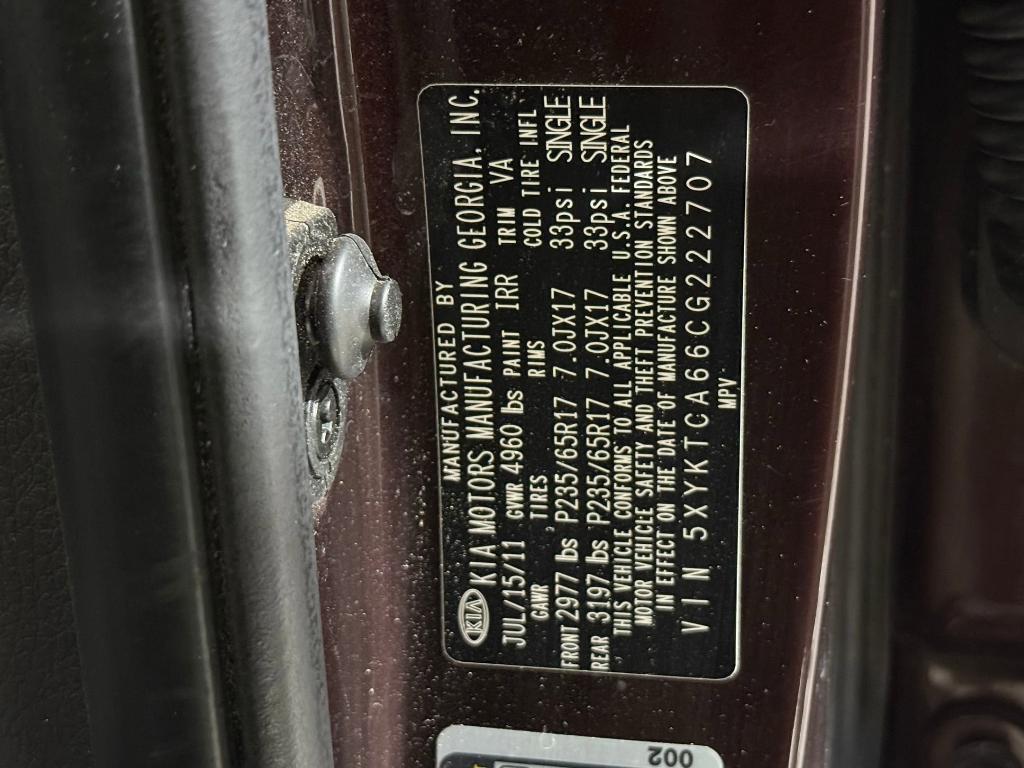 MANUFACTURED BY
KIA KIA MOTORS MANUFACTURING GEORGIA, INC.
JUL/15/11 GVWR 4960 lbs PAINT IRR TRIM VA
GAWR TIRES RIMS COLD TIRE INFL
FRONT 2977 lbs P235/65R17 7.0JX17 33psi SINGLE
REAR 3197 lbs P235/65R17 7.0JX17 33psi SINGLE
THIS VEHICLE CONFORMS TO ALL APPLICABLE U.S.A. FEDERAL
MOTOR VEHICLE SAFETY AND THEFT PREVENTION STANDARDS
IN EFFECT ON THE DATE OF MANUFACTURE SHOWN ABOVE
VIN 5XYKTCA66CG222707
MPV
002